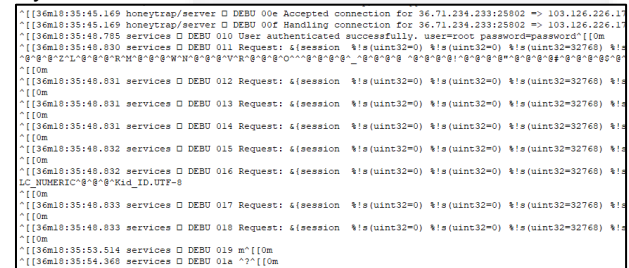 ^[[36m18:35:45.169 honeytrap/server □ DEBU 00e Accepted connection for 36.71.234.233:25802 => 103.126.226.17
^[[36m18:35:45.169 honeytrap/server □ DEBU 00f Handling connection for 36.71.234.233:25802 => 103.126.226.17
^[[36m18:35:48.785 services □ DEBU 010 User authenticated successfully. user=root password=password^[[0m
^[[36m18:35:48.830 services □ DEBU 011 Request: &{session %!s(uint32=0) %!s(uint32=0) %!s(uint32=32768) %!s
^[[0m
^[[36m18:35:48.831 services □ DEBU 012 Request: &{session %!s(uint32=0) %!s(uint32=0) %!s(uint32=32768) %!s
^[[0m
^[[36m18:35:48.831 services □ DEBU 013 Request: &{session %!s(uint32=0) %!s(uint32=0) %!s(uint32=32768) %!s
^[[0m
^[[36m18:35:48.831 services □ DEBU 014 Request: &{session %!s(uint32=0) %!s(uint32=0) %!s(uint32=32768) %!s
^[[0m
^[[36m18:35:48.832 services □ DEBU 015 Request: &{session %!s(uint32=0) %!s(uint32=0) %!s(uint32=32768) %!s
^[[0m
^[[36m18:35:48.832 services □ DEBU 016 Request: &{session %!s(uint32=0) %!s(uint32=0) %!s(uint32=32768) %!s
LC_NUMERIC^@^@^@^Kid_ID.UTF-8
^[[0m
^[[36m18:35:48.833 services □ DEBU 017 Request: &{session %!s(uint32=0) %!s(uint32=0) %!s(uint32=32768) %!s
^[[0m
^[[36m18:35:48.833 services □ DEBU 018 Request: &{session %!s(uint32=0) %!s(uint32=0) %!s(uint32=32768) %!s
^[[0m
^[[36m18:35:53.514 services □ DEBU 019 m^[[0m
^[[36m18:35:54.368 services □ DEBU 01a ^?^[[0m